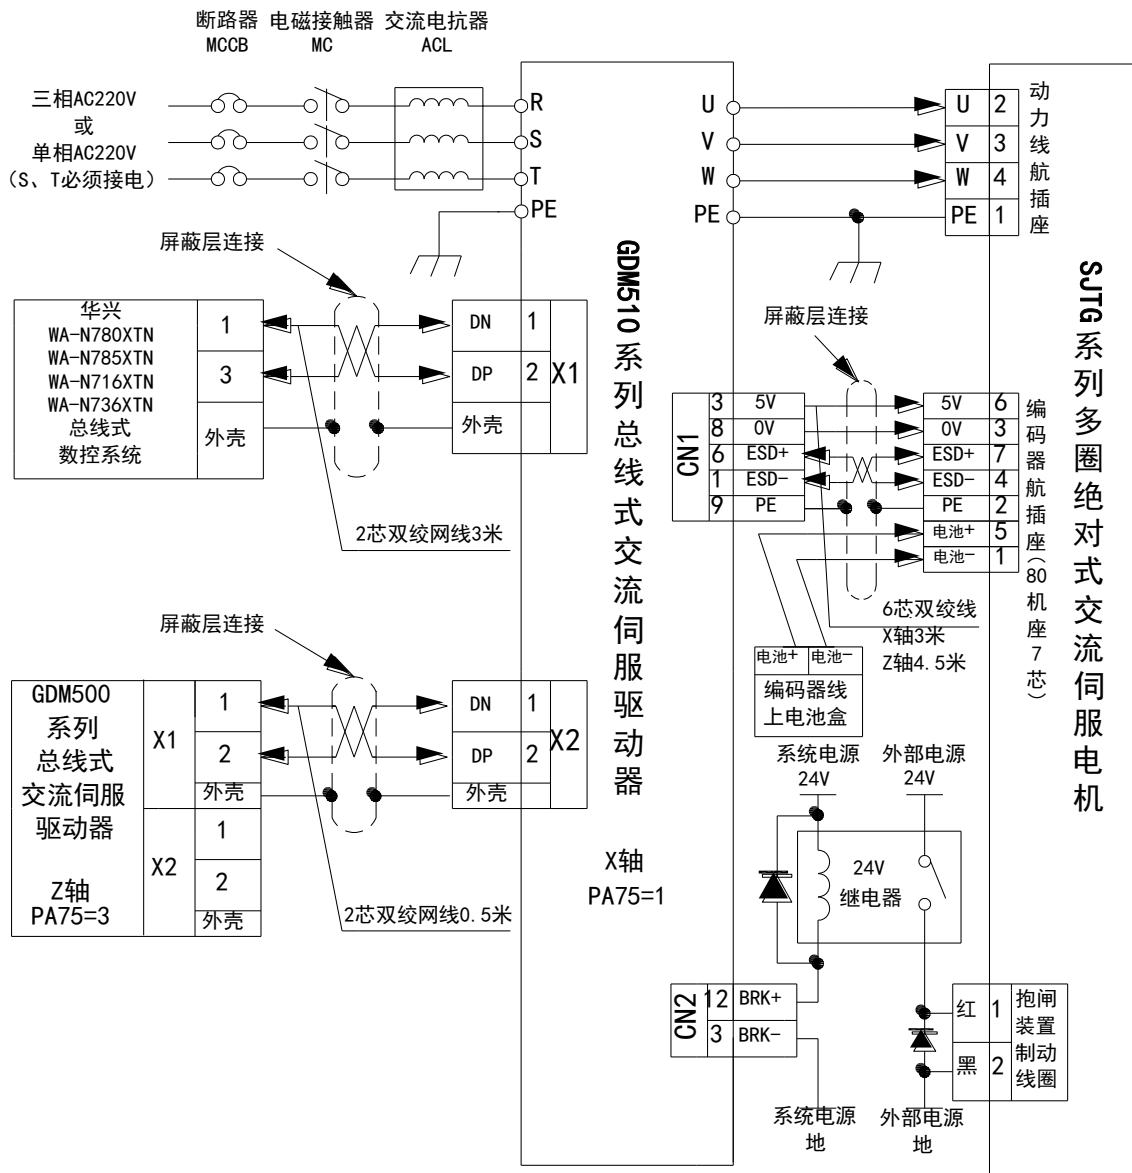 断路器 电磁接触器 交流电抗器
MCCB MC ACL
三相AC220V
或
单相AC220V
(S、T必须接电)
R
S
T
PE
U
V
W
PE
U 2
V 3
W 4
PE 1
动力线航插座
屏蔽层连接
华兴
WA-N780XTN
WA-N785XTN
WA-N716XTN
WA-N736XTN
总线式
数控系统
1
3
外壳
DN 1
DP 2
外壳
X1
2芯双绞网线3米
屏蔽层连接
GDM500
系列
总线式
交流伺服
驱动器
Z轴
PA75=3
X1
1
2
外壳
X2
1
2
外壳
DN 1
DP 2
外壳
X2
2芯双绞网线0.5米
GDM510系列总线式交流伺服驱动器
X轴
PA75=1
屏蔽层连接
CN1
3 5V
8 0V
6 ESD+
1 ESD-
9 PE
5V 6
0V 3
ESD+ 7
ESD- 4
PE 2
电池+ 5
电池- 1
编码器航插座(80机座7芯)
SJTG系列多圈绝对式交流伺服电机
6芯双绞线
X轴3米
Z轴4.5米
电池+ 电池-
编码器线
上电池盒
系统电源
24V
外部电源
24V
24V
继电器
CN2
12 BRK+
3 BRK-
红 1
黑 2
抱闸
装置
制动
线圈
系统电源
地
外部电源
地